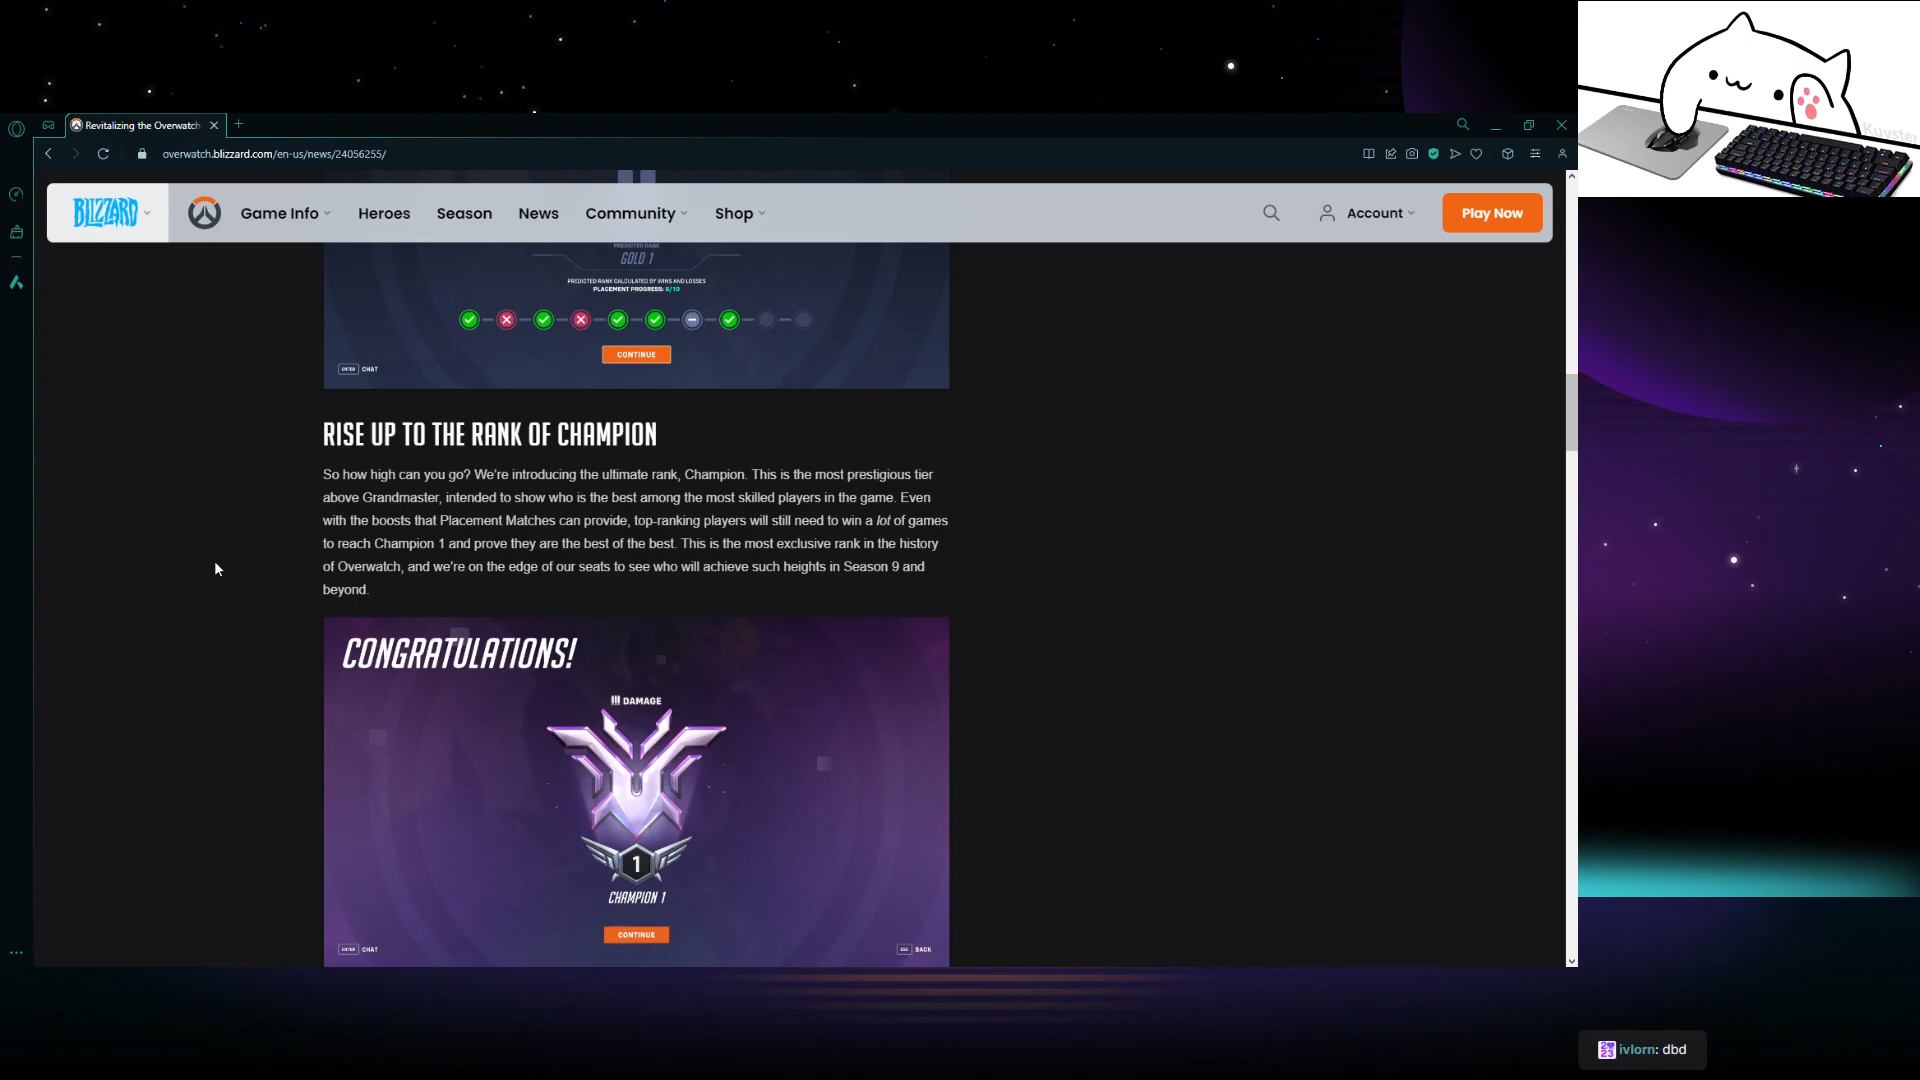 Kuvster
Revitalizing the Overwatch
overwatch.blizzard.com/en-us/news/24056255/
BLIZZARD
Game Info
Heroes
Season
News
Community
Shop
Account
Play Now
PREDICTED RANK
GOLD 1
PREDICTED RANK CALCULATED BY WINS AND LOSSES
PLACEMENT PROGRESS: 8/10
CONTINUE
ENTER CHAT
RISE UP TO THE RANK OF CHAMPION
So how high can you go? We’re introducing the ultimate rank, Champion. This is the most prestigious tier
above Grandmaster, intended to show who is the best among the most skilled players in the game. Even
with the boosts that Placement Matches can provide, top-ranking players will still need to win a lot of games
to reach Champion 1 and prove they are the best of the best. This is the most exclusive rank in the history
of Overwatch, and we’re on the edge of our seats to see who will achieve such heights in Season 9 and
beyond.
CONGRATULATIONS!
DAMAGE
1
CHAMPION 1
CONTINUE
ENTER CHAT
ESC BACK
ivlorn: dbd